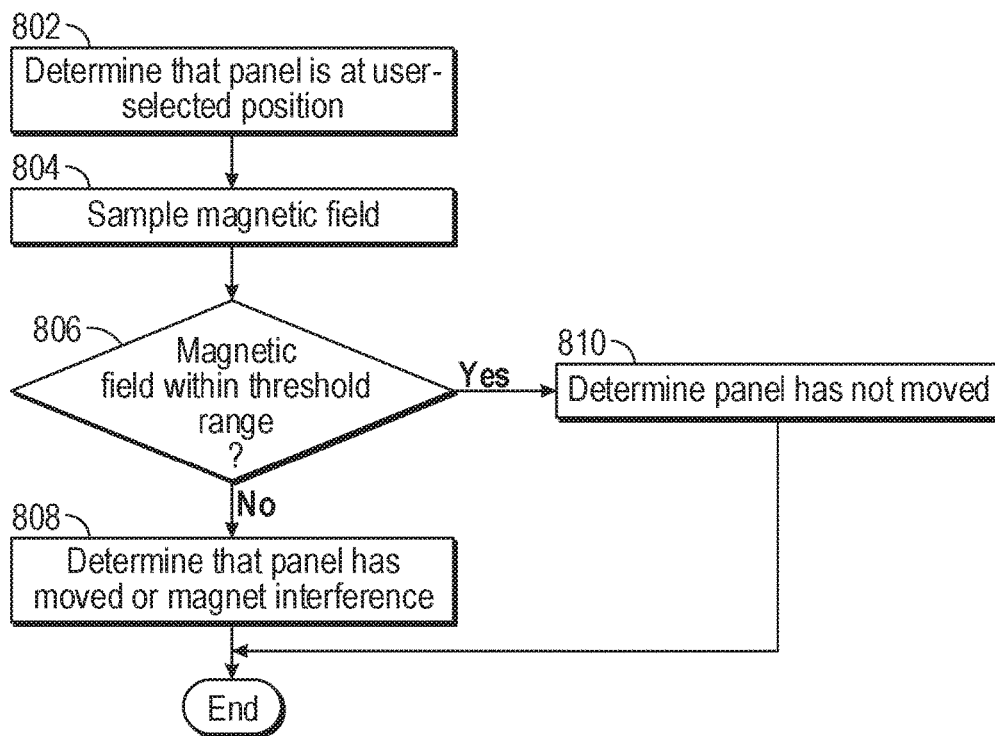 802
Determine that panel is at user-
selected position
804
Sample magnetic field
806
Magnetic
field within threshold
range
?
Yes
810
Determine panel has not moved
No
808
Determine that panel has
moved or magnet interference
End